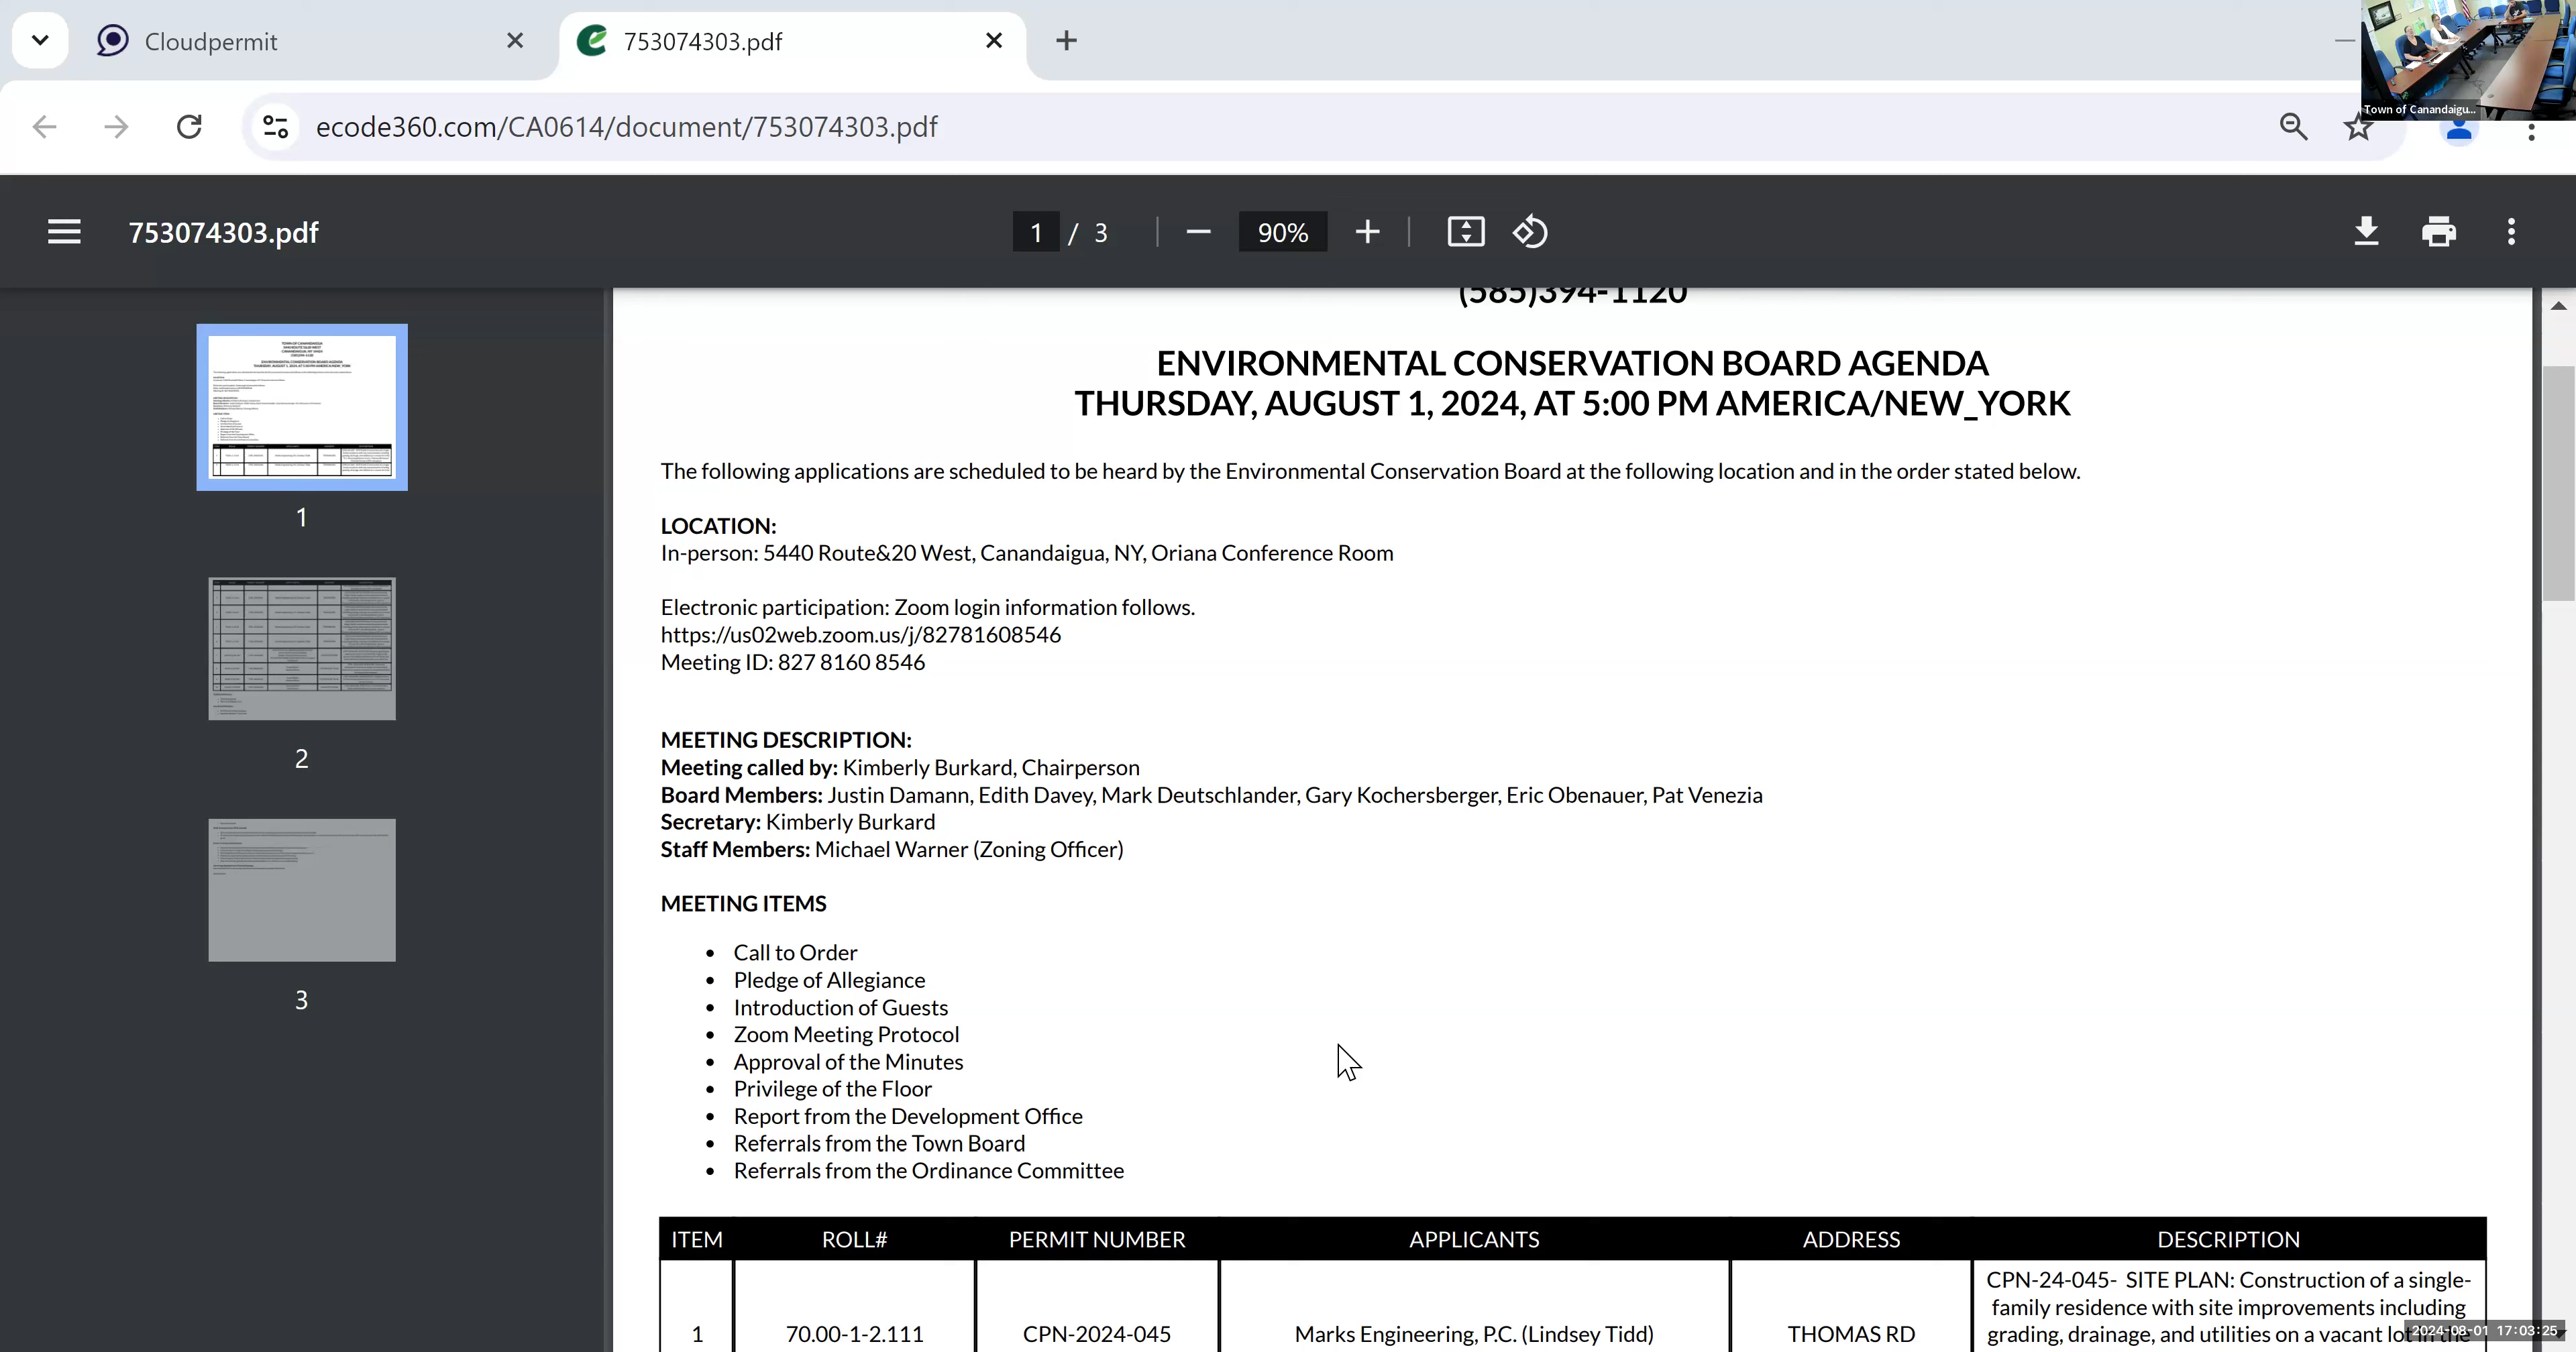 Cloudpermit
753074303.pdf
Town of Canandaigu...
ecode360.com/CA0614/document/753074303.pdf
753074303.pdf
1 / 3
90%
(585)394-1120
ENVIRONMENTAL CONSERVATION BOARD AGENDA
THURSDAY, AUGUST 1, 2024, AT 5:00 PM AMERICA/NEW_YORK
The following applications are scheduled to be heard by the Environmental Conservation Board at the following location and in the order stated below.
LOCATION:
In-person: 5440 Route&20 West, Canandaigua, NY, Oriana Conference Room
Electronic participation: Zoom login information follows.
https://us02web.zoom.us/j/82781608546
Meeting ID: 827 8160 8546
MEETING DESCRIPTION:
Meeting called by: Kimberly Burkard, Chairperson
Board Members: Justin Damann, Edith Davey, Mark Deutschlander, Gary Kochersberger, Eric Obenauer, Pat Venezia
Secretary: Kimberly Burkard
Staff Members: Michael Warner (Zoning Officer)
MEETING ITEMS
• Call to Order
• Pledge of Allegiance
• Introduction of Guests
• Zoom Meeting Protocol
• Approval of the Minutes
• Privilege of the Floor
• Report from the Development Office
• Referrals from the Town Board
• Referrals from the Ordinance Committee
ITEM ROLL# PERMIT NUMBER APPLICANTS ADDRESS DESCRIPTION
CPN-24-045- SITE PLAN: Construction of a single-
family residence with site improvements including
1 70.00-1-2.111 CPN-2024-045 Marks Engineering, P.C. (Lindsey Tidd) THOMAS RD grading, drainage, and utilities on a vacant lot in the
2024-08-01 17:03:25
1
2
3